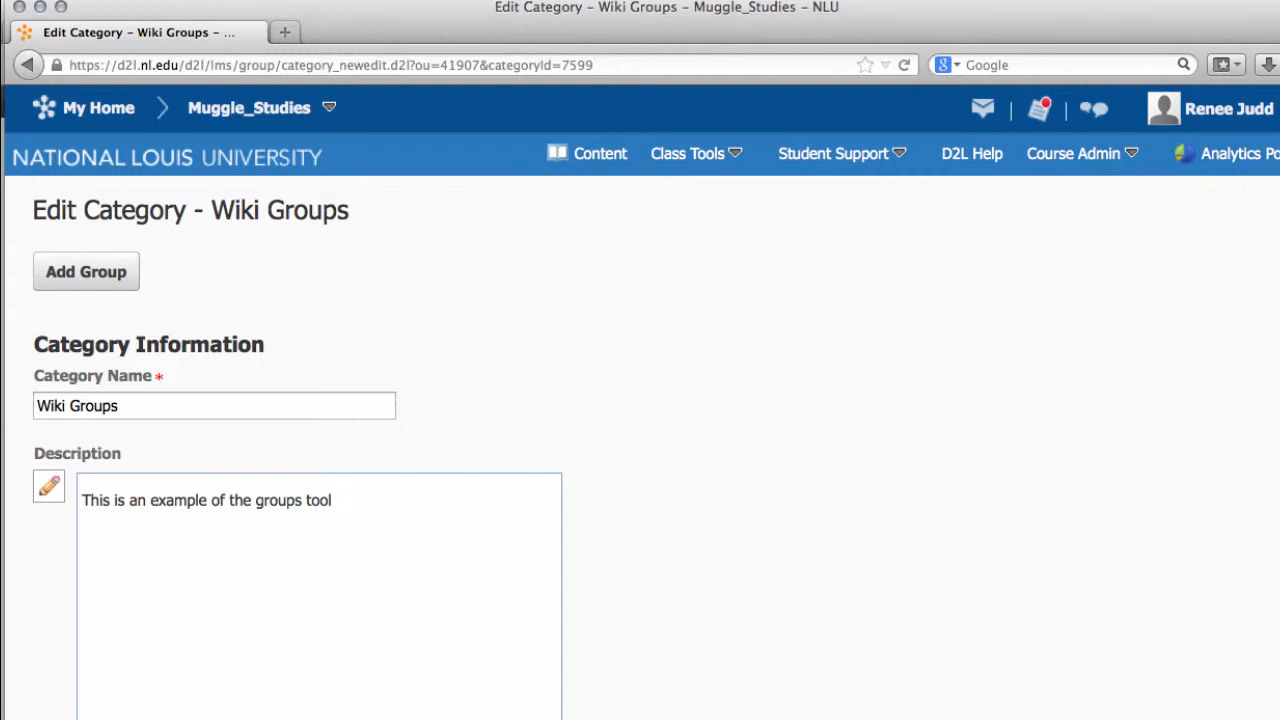 Edit Category – Wiki Groups – Muggle_Studies – NLU
Edit Category – Wiki Groups – ...
https://d2l.nl.edu/d2l/lms/group/category_newedit.d2l?ou=41907&categoryId=7599
Google
My Home
Muggle_Studies
Renee Judd
NATIONAL LOUIS UNIVERSITY
Content
Class Tools
Student Support
D2L Help
Course Admin
Analytics Po
Edit Category - Wiki Groups
Add Group
Category Information
Category Name *
Wiki Groups
Description
This is an example of the groups tool